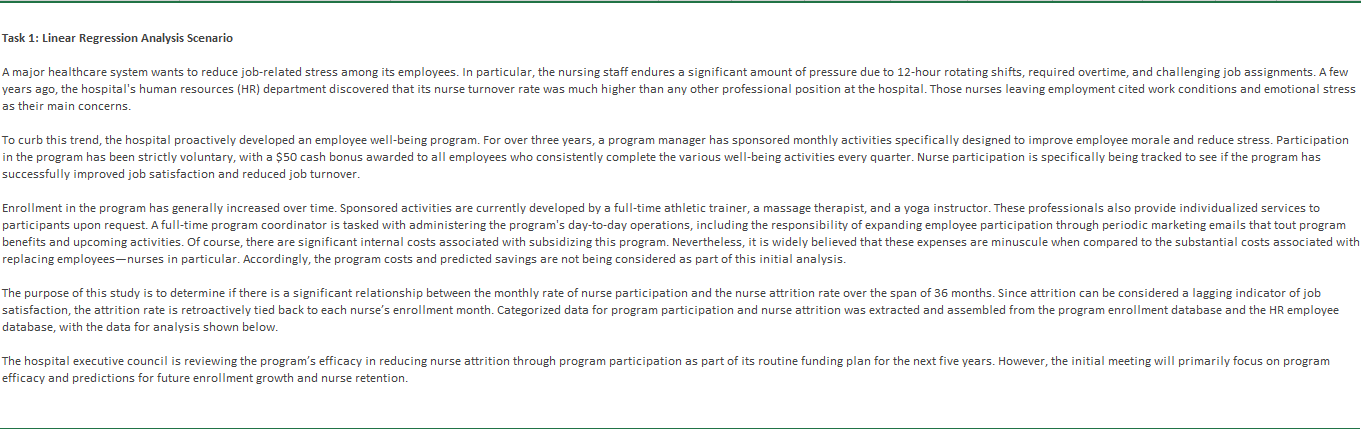 Task 1: Linear Regression Analysis Scenario
A major healthcare system wants to reduce job-related stress among its employees. In particular, the nursing staff endures a significant amount of pressure due to 12-hour rotating shifts, required overtime, and challenging job assignments. A few
years ago, the hospital's human resources (HR) department discovered that its nurse turnover rate was much higher than any other professional position at the hospital. Those nurses leaving employment cited work conditions and emotional stress
as their main concerns.
To curb this trend, the hospital proactively developed an employee well-being program. For over three years, a program manager has sponsored monthly activities specifically designed to improve employee morale and reduce stress. Participation
in the program has been strictly voluntary, with a $50 cash bonus awarded to all employees who consistently complete the various well-being activities every quarter. Nurse participation is specifically being tracked to see if the program has
successfully improved job satisfaction and reduced job turnover.
Enrollment in the program has generally increased over time. Sponsored activities are currently developed by a full-time athletic trainer, a massage therapist, and a yoga instructor. These professionals also provide individualized services to
participants upon request. A full-time program coordinator is tasked with administering the program's day-to-day operations, including the responsibility of expanding employee participation through periodic marketing emails that tout program
benefits and upcoming activities. Of course, there are significant internal costs associated with subsidizing this program. Nevertheless, it is widely believed that these expenses are minuscule when compared to the substantial costs associated with
replacing employees—nurses in particular. Accordingly, the program costs and predicted savings are not being considered as part of this initial analysis.
The purpose of this study is to determine if there is a significant relationship between the monthly rate of nurse participation and the nurse attrition rate over the span of 36 months. Since attrition can be considered a lagging indicator of job
satisfaction, the attrition rate is retroactively tied back to each nurse’s enrollment month. Categorized data for program participation and nurse attrition was extracted and assembled from the program enrollment database and the HR employee
database, with the data for analysis shown below.
The hospital executive council is reviewing the program’s efficacy in reducing nurse attrition through program participation as part of its routine funding plan for the next five years. However, the initial meeting will primarily focus on program
efficacy and predictions for future enrollment growth and nurse retention.